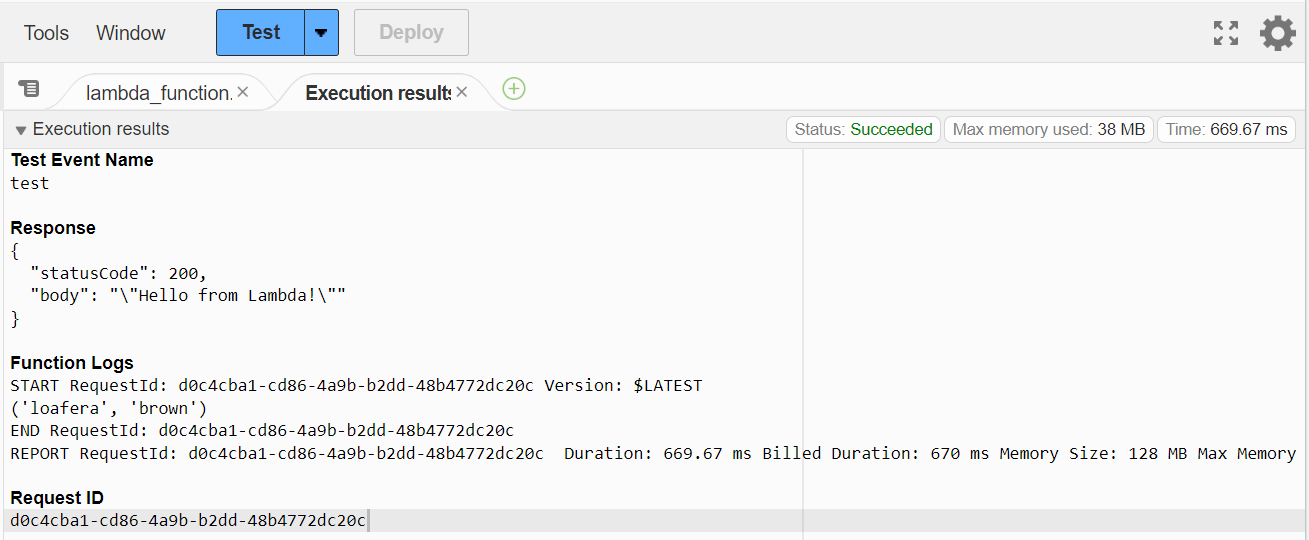 Tools Window Test Deploy
lambda_function. × Execution results ×
Execution results Status: Succeeded Max memory used: 38 MB Time: 669.67 ms
Test Event Name
test
Response
{
"statusCode": 200,
"body": "\"Hello from Lambda!\""
}
Function Logs
START RequestId: d0c4cba1-cd86-4a9b-b2dd-48b4772dc20c Version: $LATEST
('loafera', 'brown')
END RequestId: d0c4cba1-cd86-4a9b-b2dd-48b4772dc20c
REPORT RequestId: d0c4cba1-cd86-4a9b-b2dd-48b4772dc20c Duration: 669.67 ms Billed Duration: 670 ms Memory Size: 128 MB Max Memory
Request ID
d0c4cba1-cd86-4a9b-b2dd-48b4772dc20c